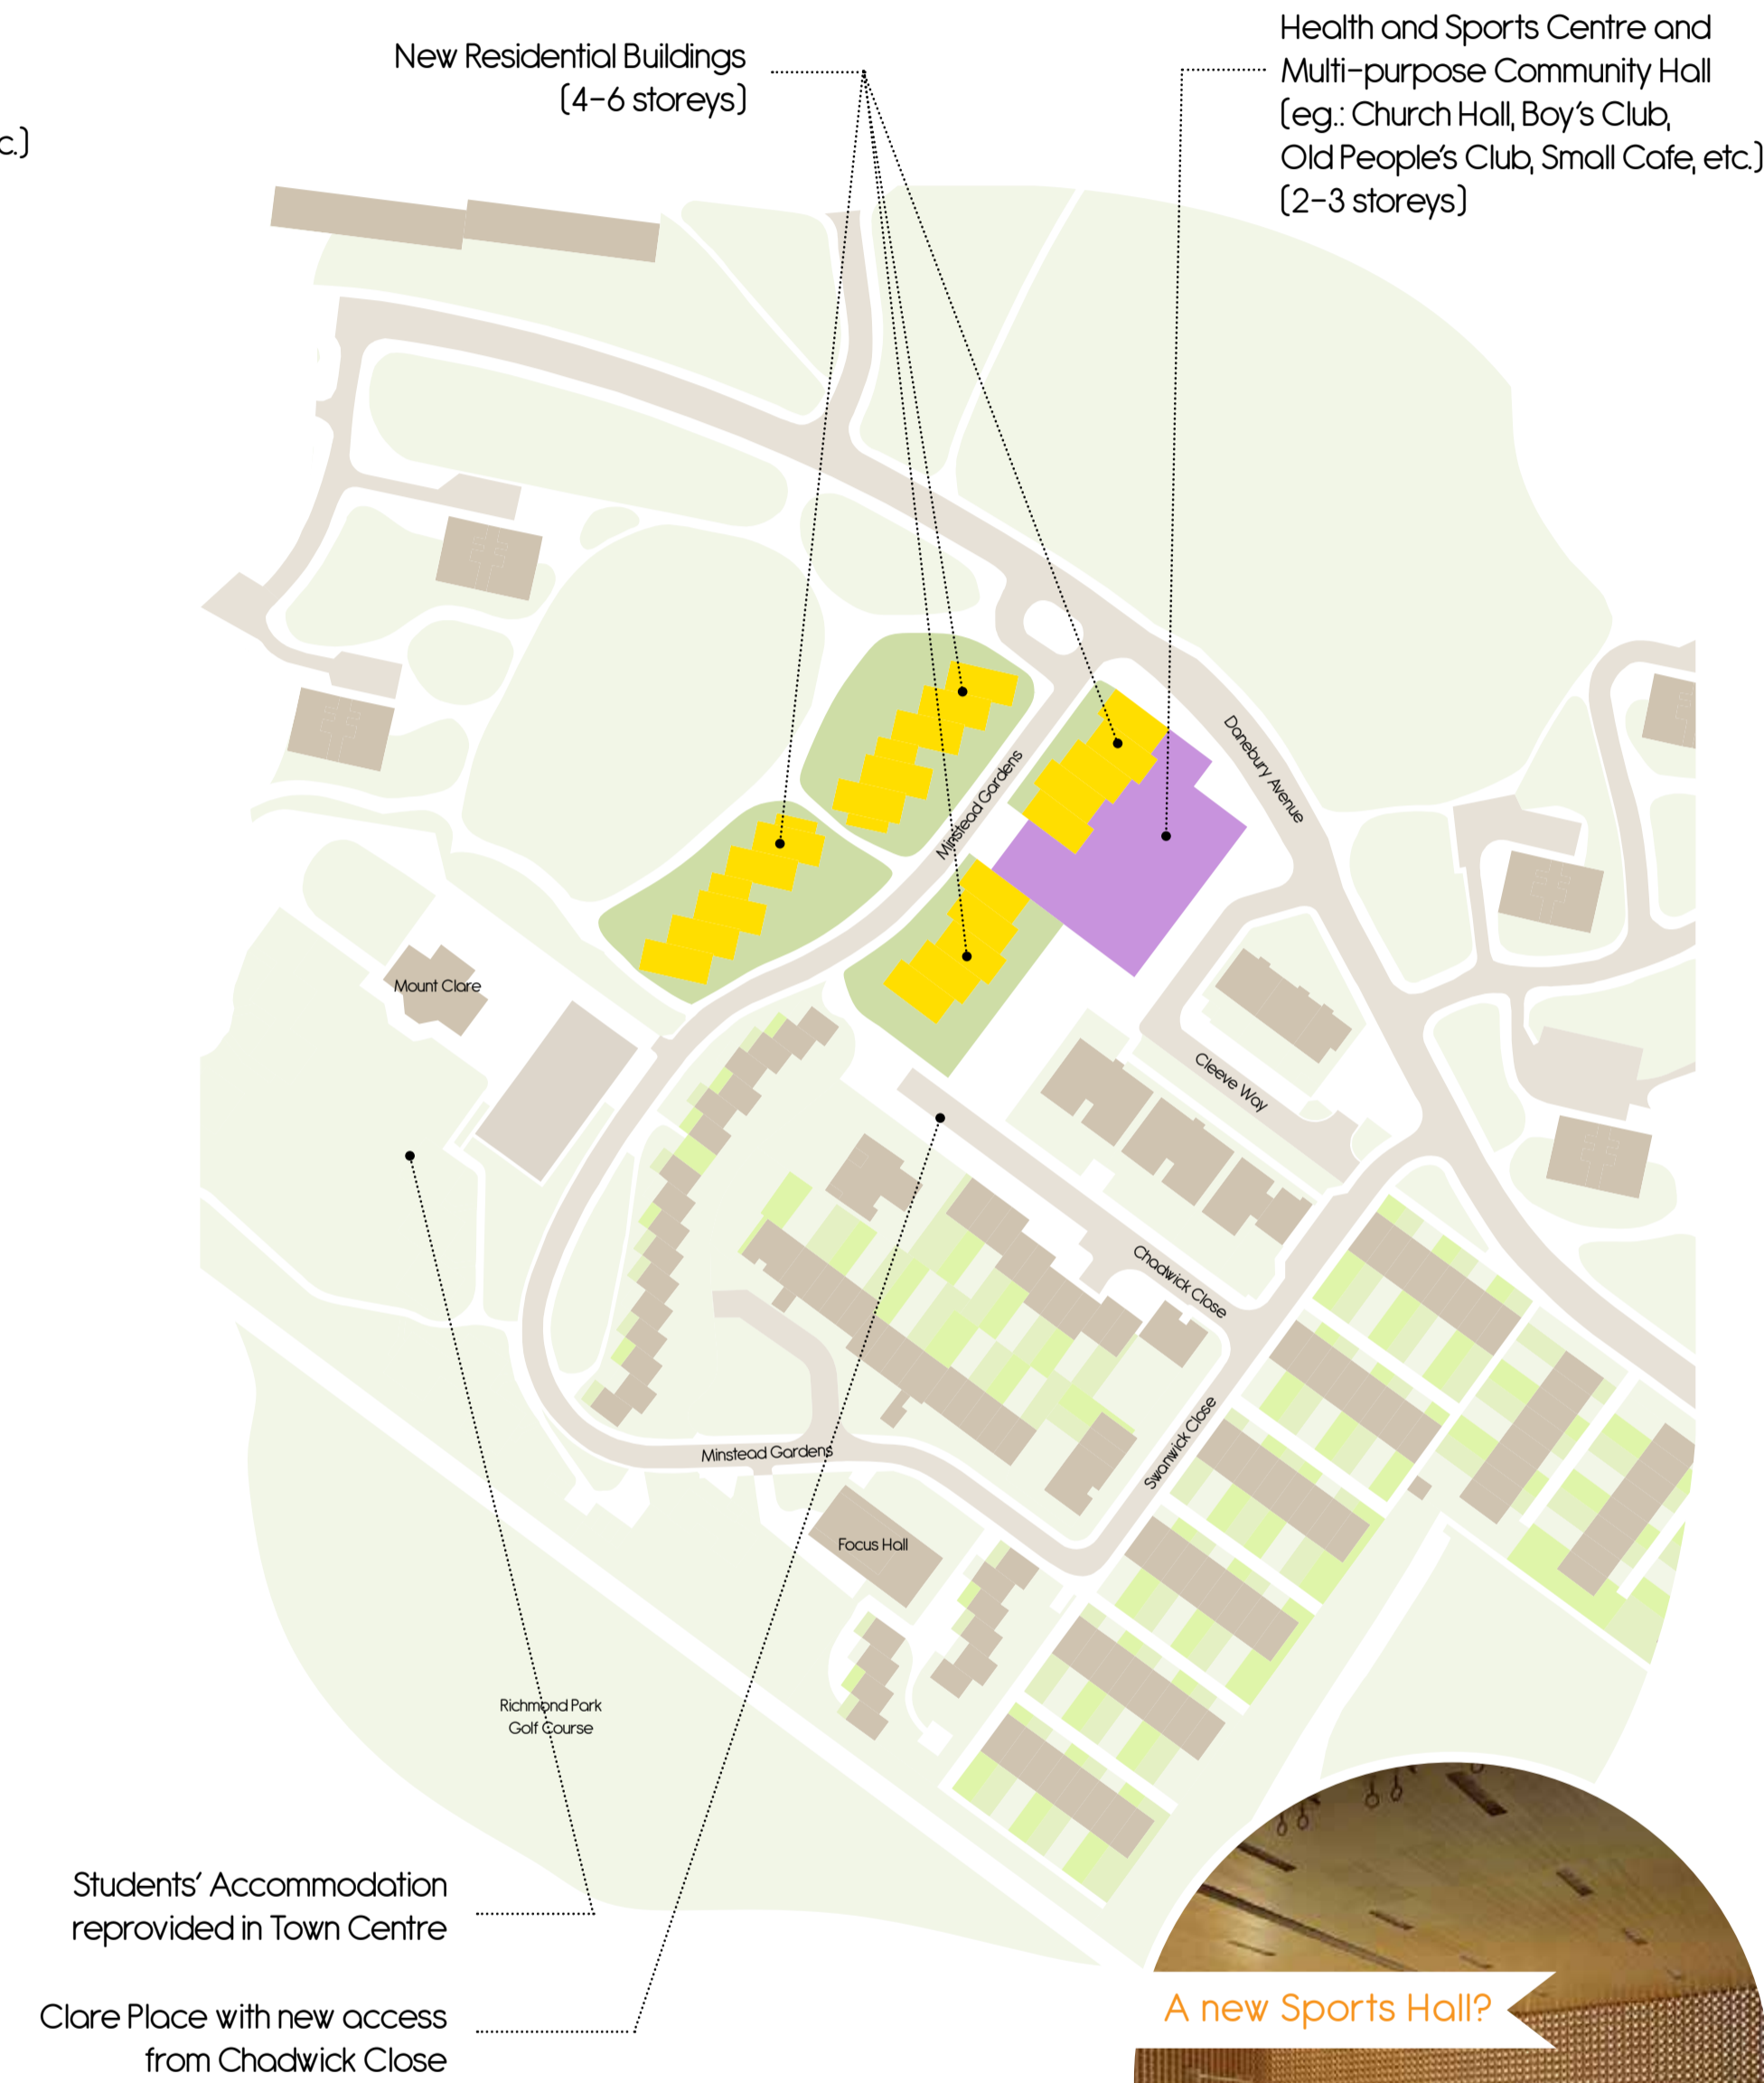 c.)
New Residential Buildings
(4-6 storeys)
Health and Sports Centre and
Multi-purpose Community Hall
(eg.: Church Hall, Boy's Club,
Old People's Club, Small Cafe, etc.)
(2-3 storeys)
Danebury Avenue
Minstead Gardens
Mount Clare
Cleeve Way
Chadwick Close
Swanwick Close
Minstead Gardens
Focus Hall
Richmond Park
Golf Course
Students' Accommodation
reprovided in Town Centre
Clare Place with new access
from Chadwick Close
A new Sports Hall?